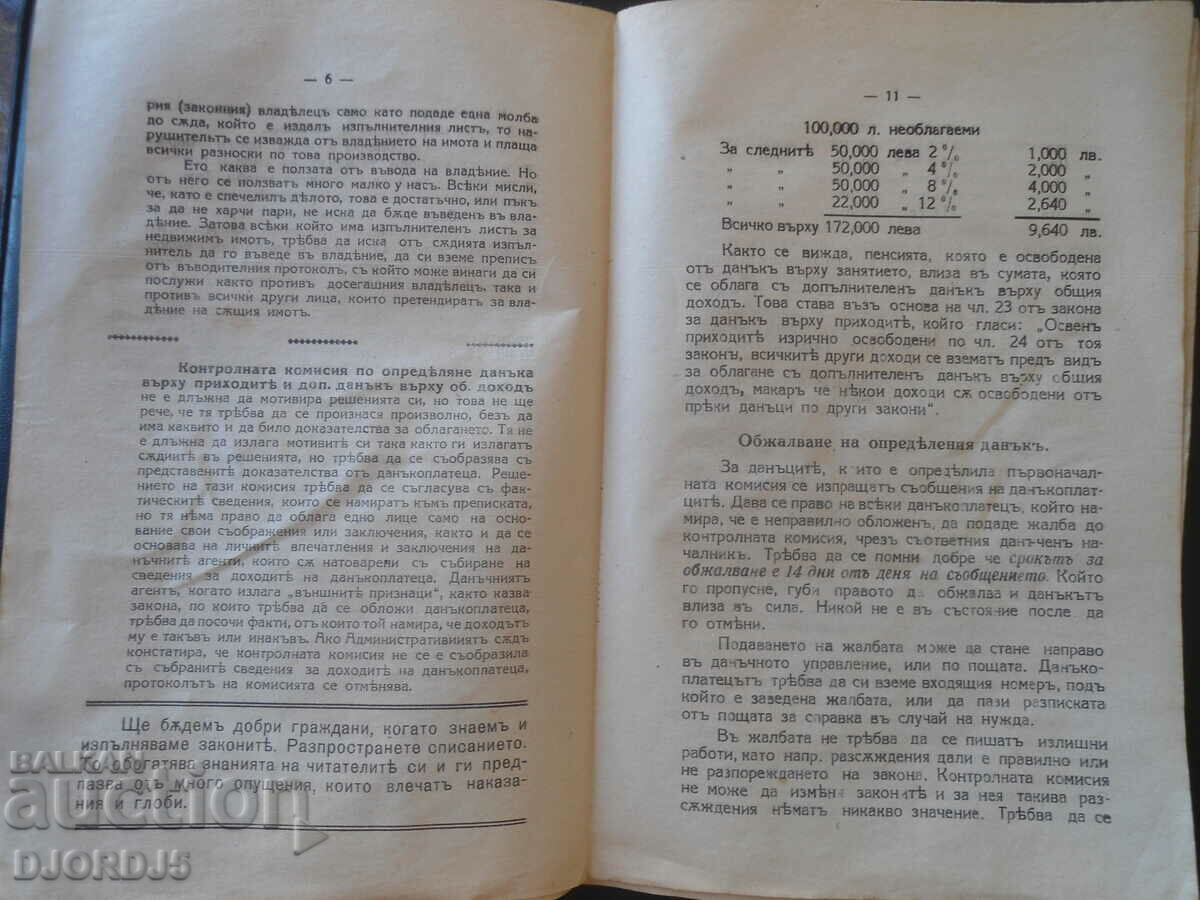 — 6 —
рия (законния) владѣлецъ само като подаде една молба
до сѫда, който е издалъ изпълнителния листъ, то на-
рушительтъ се изважда отъ владението на имота и плаща
всички разноски по това производство.
Ето каква е ползата отъ ввода на владение. Но
отъ него се ползватъ много малко у насъ. Всѣки мисли,
че, като е спечелилъ дѣлото, това е достатъчно, или пъкъ
за да не харчи пари, не иска да бѫде въведенъ въ вла-
дѣние. Затова всѣки който има изпълнителенъ листъ за
недвижимъ имотъ, трѣбва да иска отъ сѫдията изпъл-
нитель да го въведе въ владѣние, да си вземе преписъ
отъ въводителния протоколъ, съ който може винаги да си
послужи както противъ досегашния владѣлецъ, така и
противъ всички други лица, които претендиратъ за вла-
дѣние на сѫщия имотъ.
Контролната комисия по опредѣляне данъка
върху приходитѣ и доп. данъкъ върху об. доходъ
не е длъжна да мотивира решенията си, но това не ще
рече, че тя трѣбва да се произнася произволно, безъ да
има каквито и да било доказателства за облагането. Тя не
е длъжна да излага мотивитѣ си така както ги излагатъ
сѫдиитѣ въ решенията, но трѣбва да се съобразява съ
представенитѣ доказателства отъ данъкоплатеца. Реше-
нието на тази комисия трѣбва да се съгласува съ фак-
тическитѣ сведения, които се намиратъ къмъ преписката,
но тя нѣма право да облага едно лице само на осно-
вание свои съображения или заключения, както и да се
основава на личнитѣ впечатления и заключения на да-
нъчнитѣ агенти, които сѫ натоварени съ събиране на
сведения за доходитѣ на данъкоплатеца. Данъчниятъ
агентъ, когато излага „външнитѣ признаци“, както казва
закона, по които трѣбва да се обложи данъкоплатеца,
трѣбва да посочи факти, отъ които той намира, че доходътъ
му е такъвъ или инакъвъ. Ако Административниятъ сѫдъ
констатира, че контролната комисия не се е съобразила
съ събранитѣ сведения за доходитѣ на данъкоплатеца,
протоколътъ на комисията се отмѣнява.
Ще бѫдемъ добри граждани, когато знаемъ и
изпълняваме законитѣ. Разпространете списанието.
То обогатява знанията на читателитѣ си и ги пред-
пазва отъ много опущения, които влечатъ наказа-
ния и глоби.
— 11 —
100,000 л. необлагаеми
За следнитѣ 50,000 лева 2 % 1,000 лв.
„ „ 50,000 „ 4 % 2,000 „
„ „ 50,000 „ 8 % 4,000 „
„ „ 22,000 „ 12 % 2,640 „
Всичко върху 172,000 лева 9,640 лв.
Както се вижда, пенсията, която е освободена
отъ данъкъ върху занятието, влиза въ сумата, която
се облага съ допълнителенъ данъкъ върху общия
доходъ. Това става възъ основа на чл. 23 отъ закона
за данъкъ върху приходитѣ, който гласи: „Освенъ
приходитѣ изрично освободени по чл. 24 отъ тоя
законъ, всичкитѣ други доходи се взематъ предъ видъ
за облагане съ допълнителенъ данъкъ върху общия
доходъ, макаръ че нѣкои доходи сѫ освободени отъ
прѣки данъци по други закони“.
Обжалване на опредѣления данъкъ.
За данъцитѣ, които е опредѣлила първоначал-
ната комисия се изпращатъ съобщения на данъкоплат-
цитѣ. Дава се право на всѣки данъкоплатецъ, който на-
мира, че е неправилно обложенъ, да подаде жалба до
контролната комисия, чрезъ съответния данъченъ на-
чалникъ. Трѣбва да се помни добре че срокътъ за
обжалване е 14 дни отъ деня на съобщението. Който
го пропусне, губи правото да обжалва и данъкътъ
влиза въ сила. Никой не е въ състояние после да
го отмѣни.
Подаването на жалбата може да стане направо
въ данъчното управление, или по пощата. Данъко-
платецътъ трѣбва да си вземе входящия номеръ, подъ
който е заведена жалбата, или да пази разписката
отъ пощата за справка въ случай на нужда.
Въ жалбата не трѣбва да се пишатъ излишни
работи, като напр. разсѫждения дали е правилно или
не разпореждането на закона. Контролната комисия
не може да измѣня законитѣ и за нея такива раз-
сѫждения нѣматъ никакво значение. Трѣбва да се
BALKAN
auction
DJORDJ5